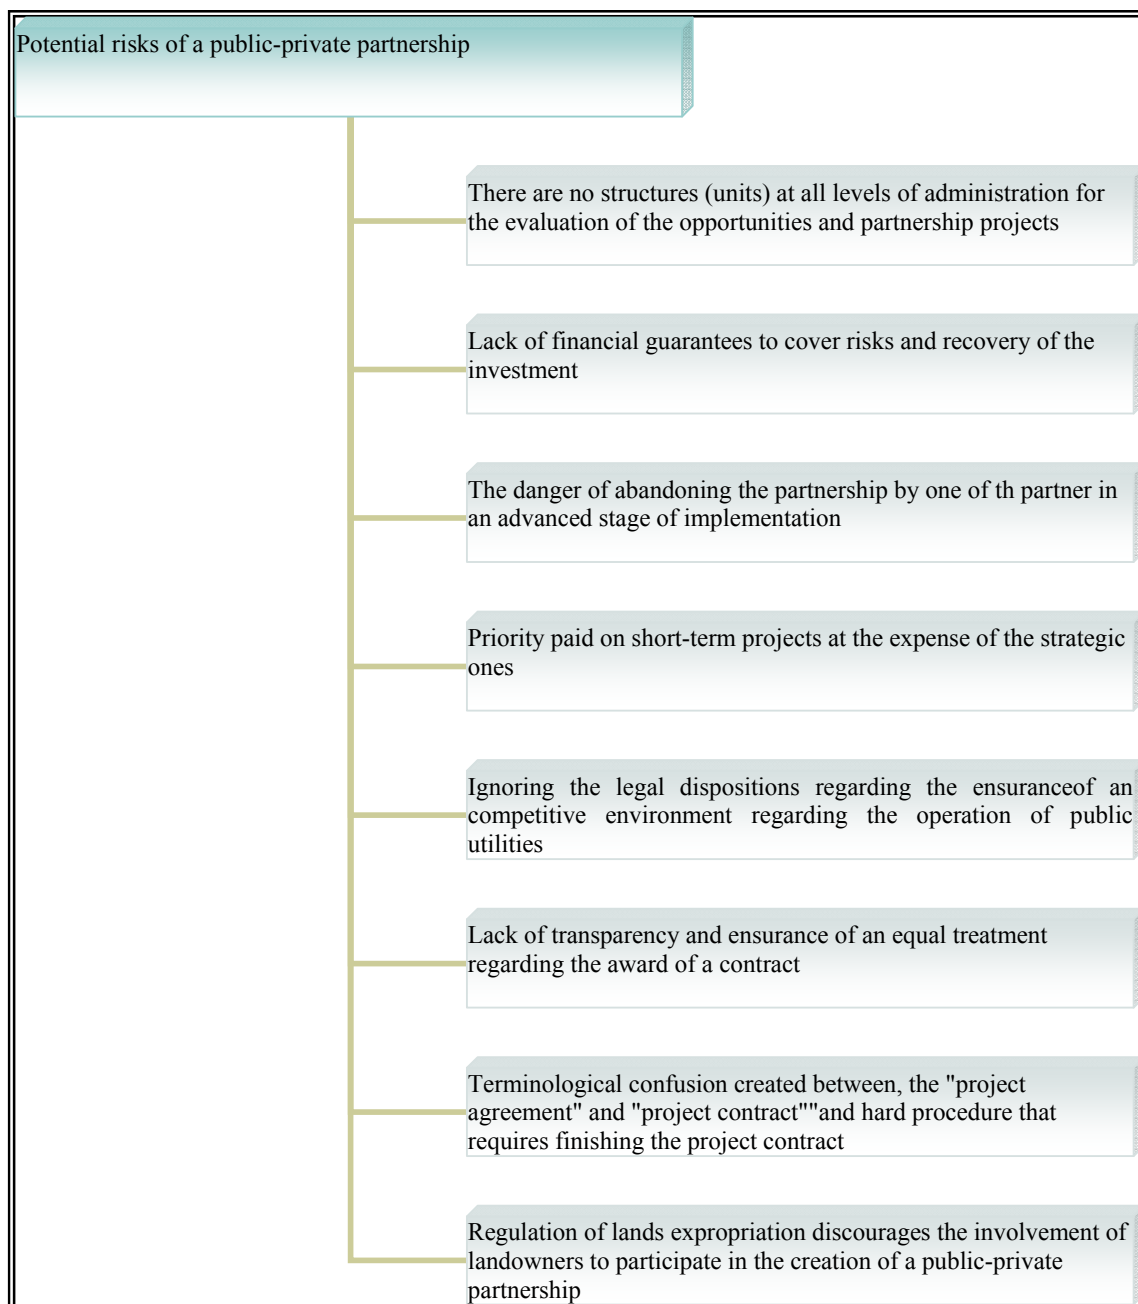 Potential risks of a public-private partnership
There are no structures (units) at all levels of administration for
the evaluation of the opportunities and partnership projects
Lack of financial guarantees to cover risks and recovery of the
investment
The danger of abandoning the partnership by one of th partner in
an advanced stage of implementation
Priority paid on short-term projects at the expense of the strategic
ones
Ignoring the legal dispositions regarding the ensuranceof an
competitive environment regarding the operation of public
utilities
Lack of transparency and ensurance of an equal treatment
regarding the award of a contract
Terminological confusion created between, the "project
agreement" and "project contract""and hard procedure that
requires finishing the project contract
Regulation of lands expropriation discourages the involvement of
landowners to participate in the creation of a public-private
partnership